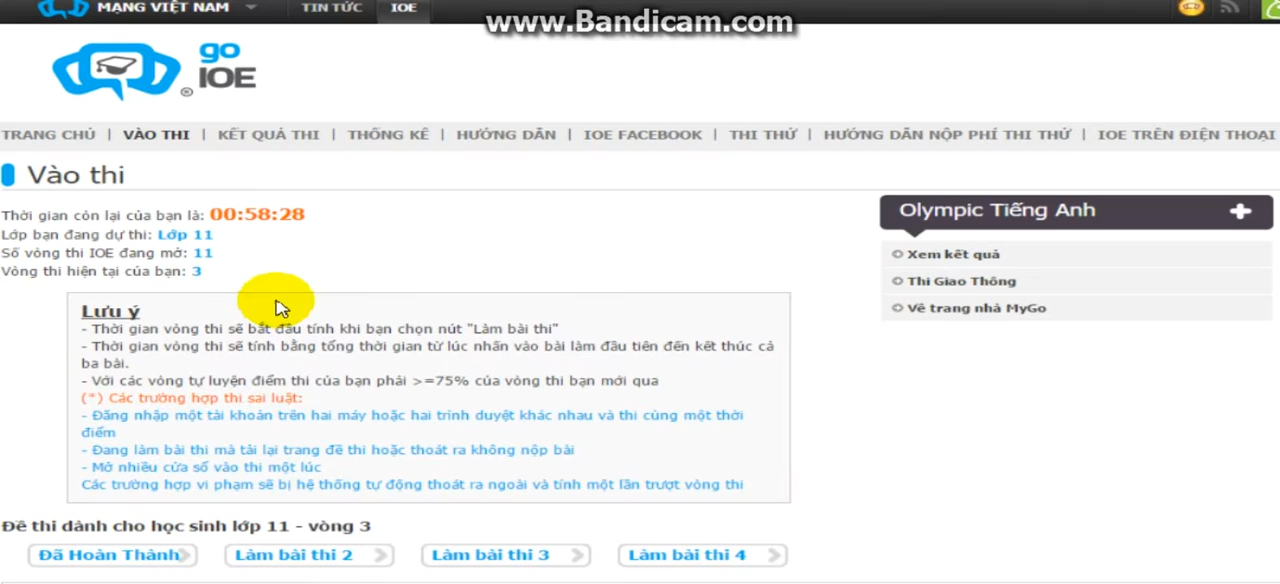 MẠNG VIỆT NAM TIN TỨC IOE
www.Bandicam.com
go
IOE
®
TRANG CHỦ | VÀO THI | KẾT QUẢ THI | THỐNG KÊ | HƯỚNG DẪN | IOE FACEBOOK | THI THỬ | HƯỚNG DẪN NỘP PHÍ THI THỬ | IOE TRÊN ĐIỆN THOẠI
Vào thi
Thời gian còn lại của bạn là: 00:58:28
Lớp bạn đang dự thi: Lớp 11
Số vòng thi IOE đang mở: 11
Vòng thi hiện tại của bạn: 3
Olympic Tiếng Anh
Xem kết quả
Thi Giao Thông
Về trang nhà MyGo
Lưu ý
- Thời gian vòng thi sẽ bắt đầu tính khi bạn chọn nút "Làm bài thi"
- Thời gian vòng thi sẽ tính bằng tổng thời gian từ lúc nhấn vào bài làm đầu tiên đến kết thúc cả
ba bài.
- Với các vòng tự luyện điểm thi của bạn phải >=75% của vòng thi bạn mới qua
(*) Các trường hợp thi sai luật:
- Đăng nhập một tài khoản trên hai máy hoặc hai trình duyệt khác nhau và thi cùng một thời
điểm
- Đang làm bài thi mà tải lại trang đề thi hoặc thoát ra không nộp bài
- Mở nhiều cửa sổ vào thi một lúc
Các trường hợp vi phạm sẽ bị hệ thống tự động thoát ra ngoài và tính một lần trượt vòng thi
Đề thi dành cho học sinh lớp 11 - vòng 3
Đã Hoàn Thành Làm bài thi 2 Làm bài thi 3 Làm bài thi 4